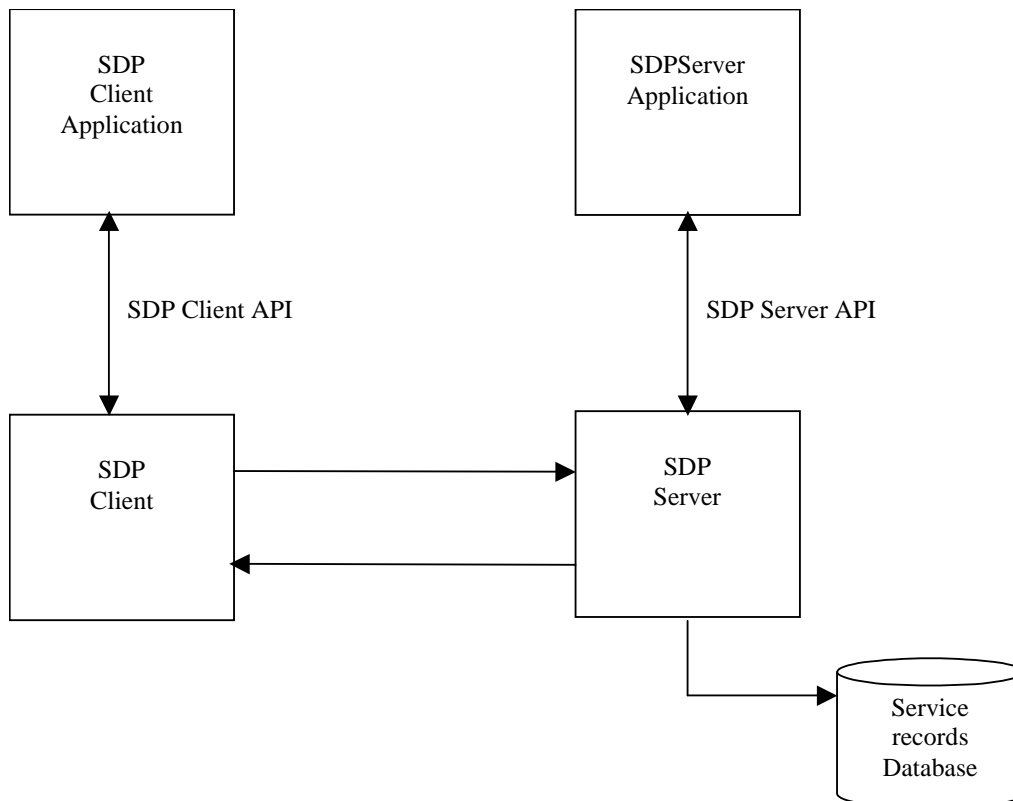 SDP
Client
Application
SDPServer
Application
SDP Client API
SDP Server API
SDP
Client
SDP
Server
Service
records
Database